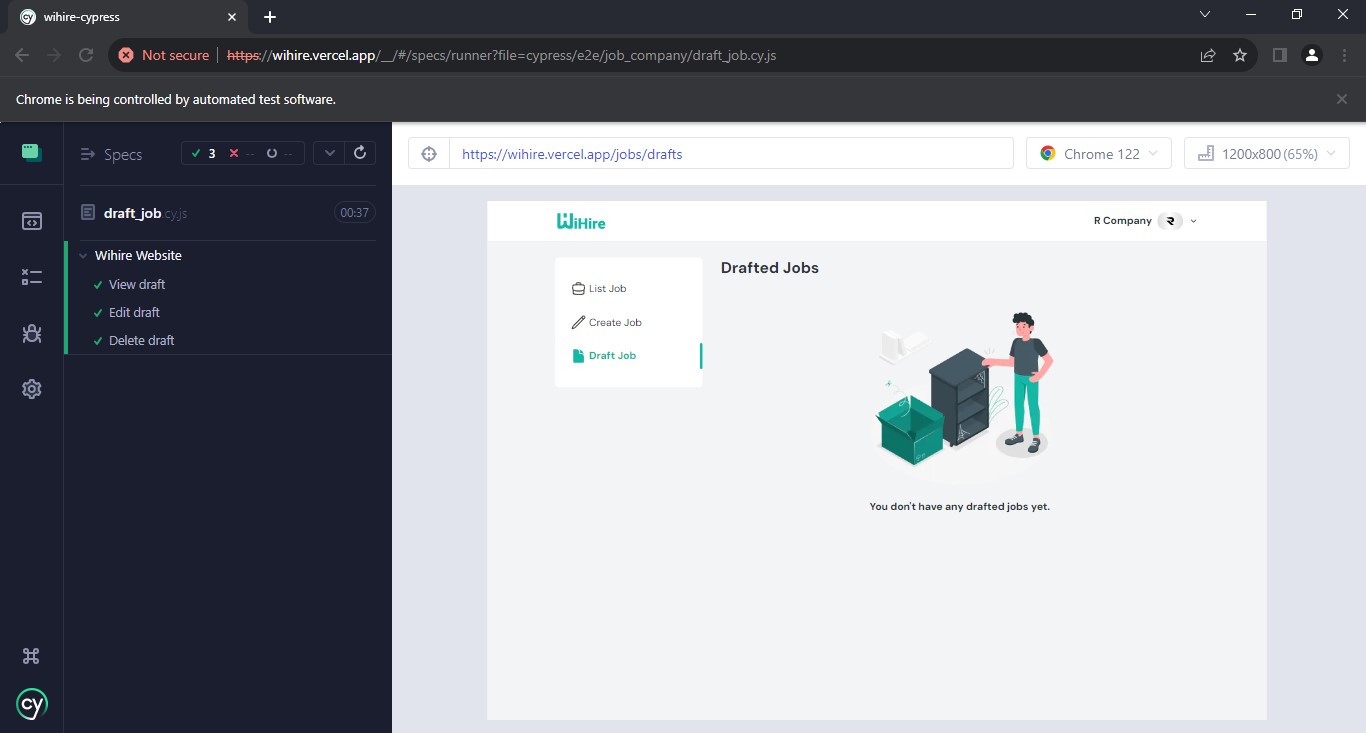 wihire-cypress
Not secure https://wihire.vercel.app/__/#/specs/runner?file=cypress/e2e/job_company/draft_job.cy.js
Chrome is being controlled by automated test software.
Specs 3 -- --
https://wihire.vercel.app/jobs/drafts
Chrome 122
1200x800 (65%)
draft_job.cy.js 00:37
Wihire Website
View draft
Edit draft
Delete draft
cy
WiHire
R Company
List Job
Create Job
Draft Job
Drafted Jobs
You don't have any drafted jobs yet.